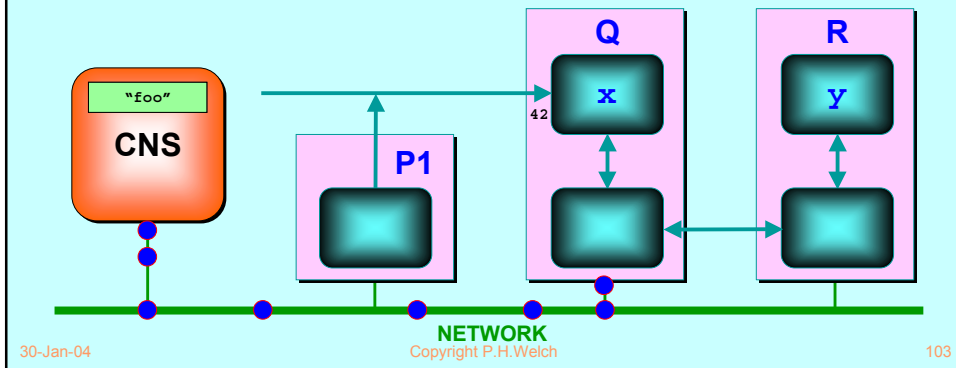 Q
R
"foo"
x
y
42
CNS
P1
NETWORK
30-Jan-04
Copyright P.H.Welch
103